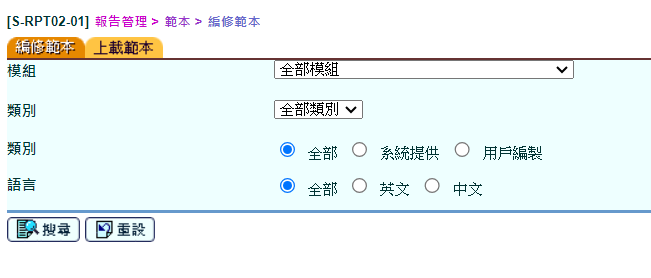 [S-RPT02-01] 報告管理 > 範本 > 編修範本
編修範本 上載範本
模組 全部模組
類別 全部類別
類別 全部 系統提供 用戶編製
語言 全部 英文 中文
搜尋 重設